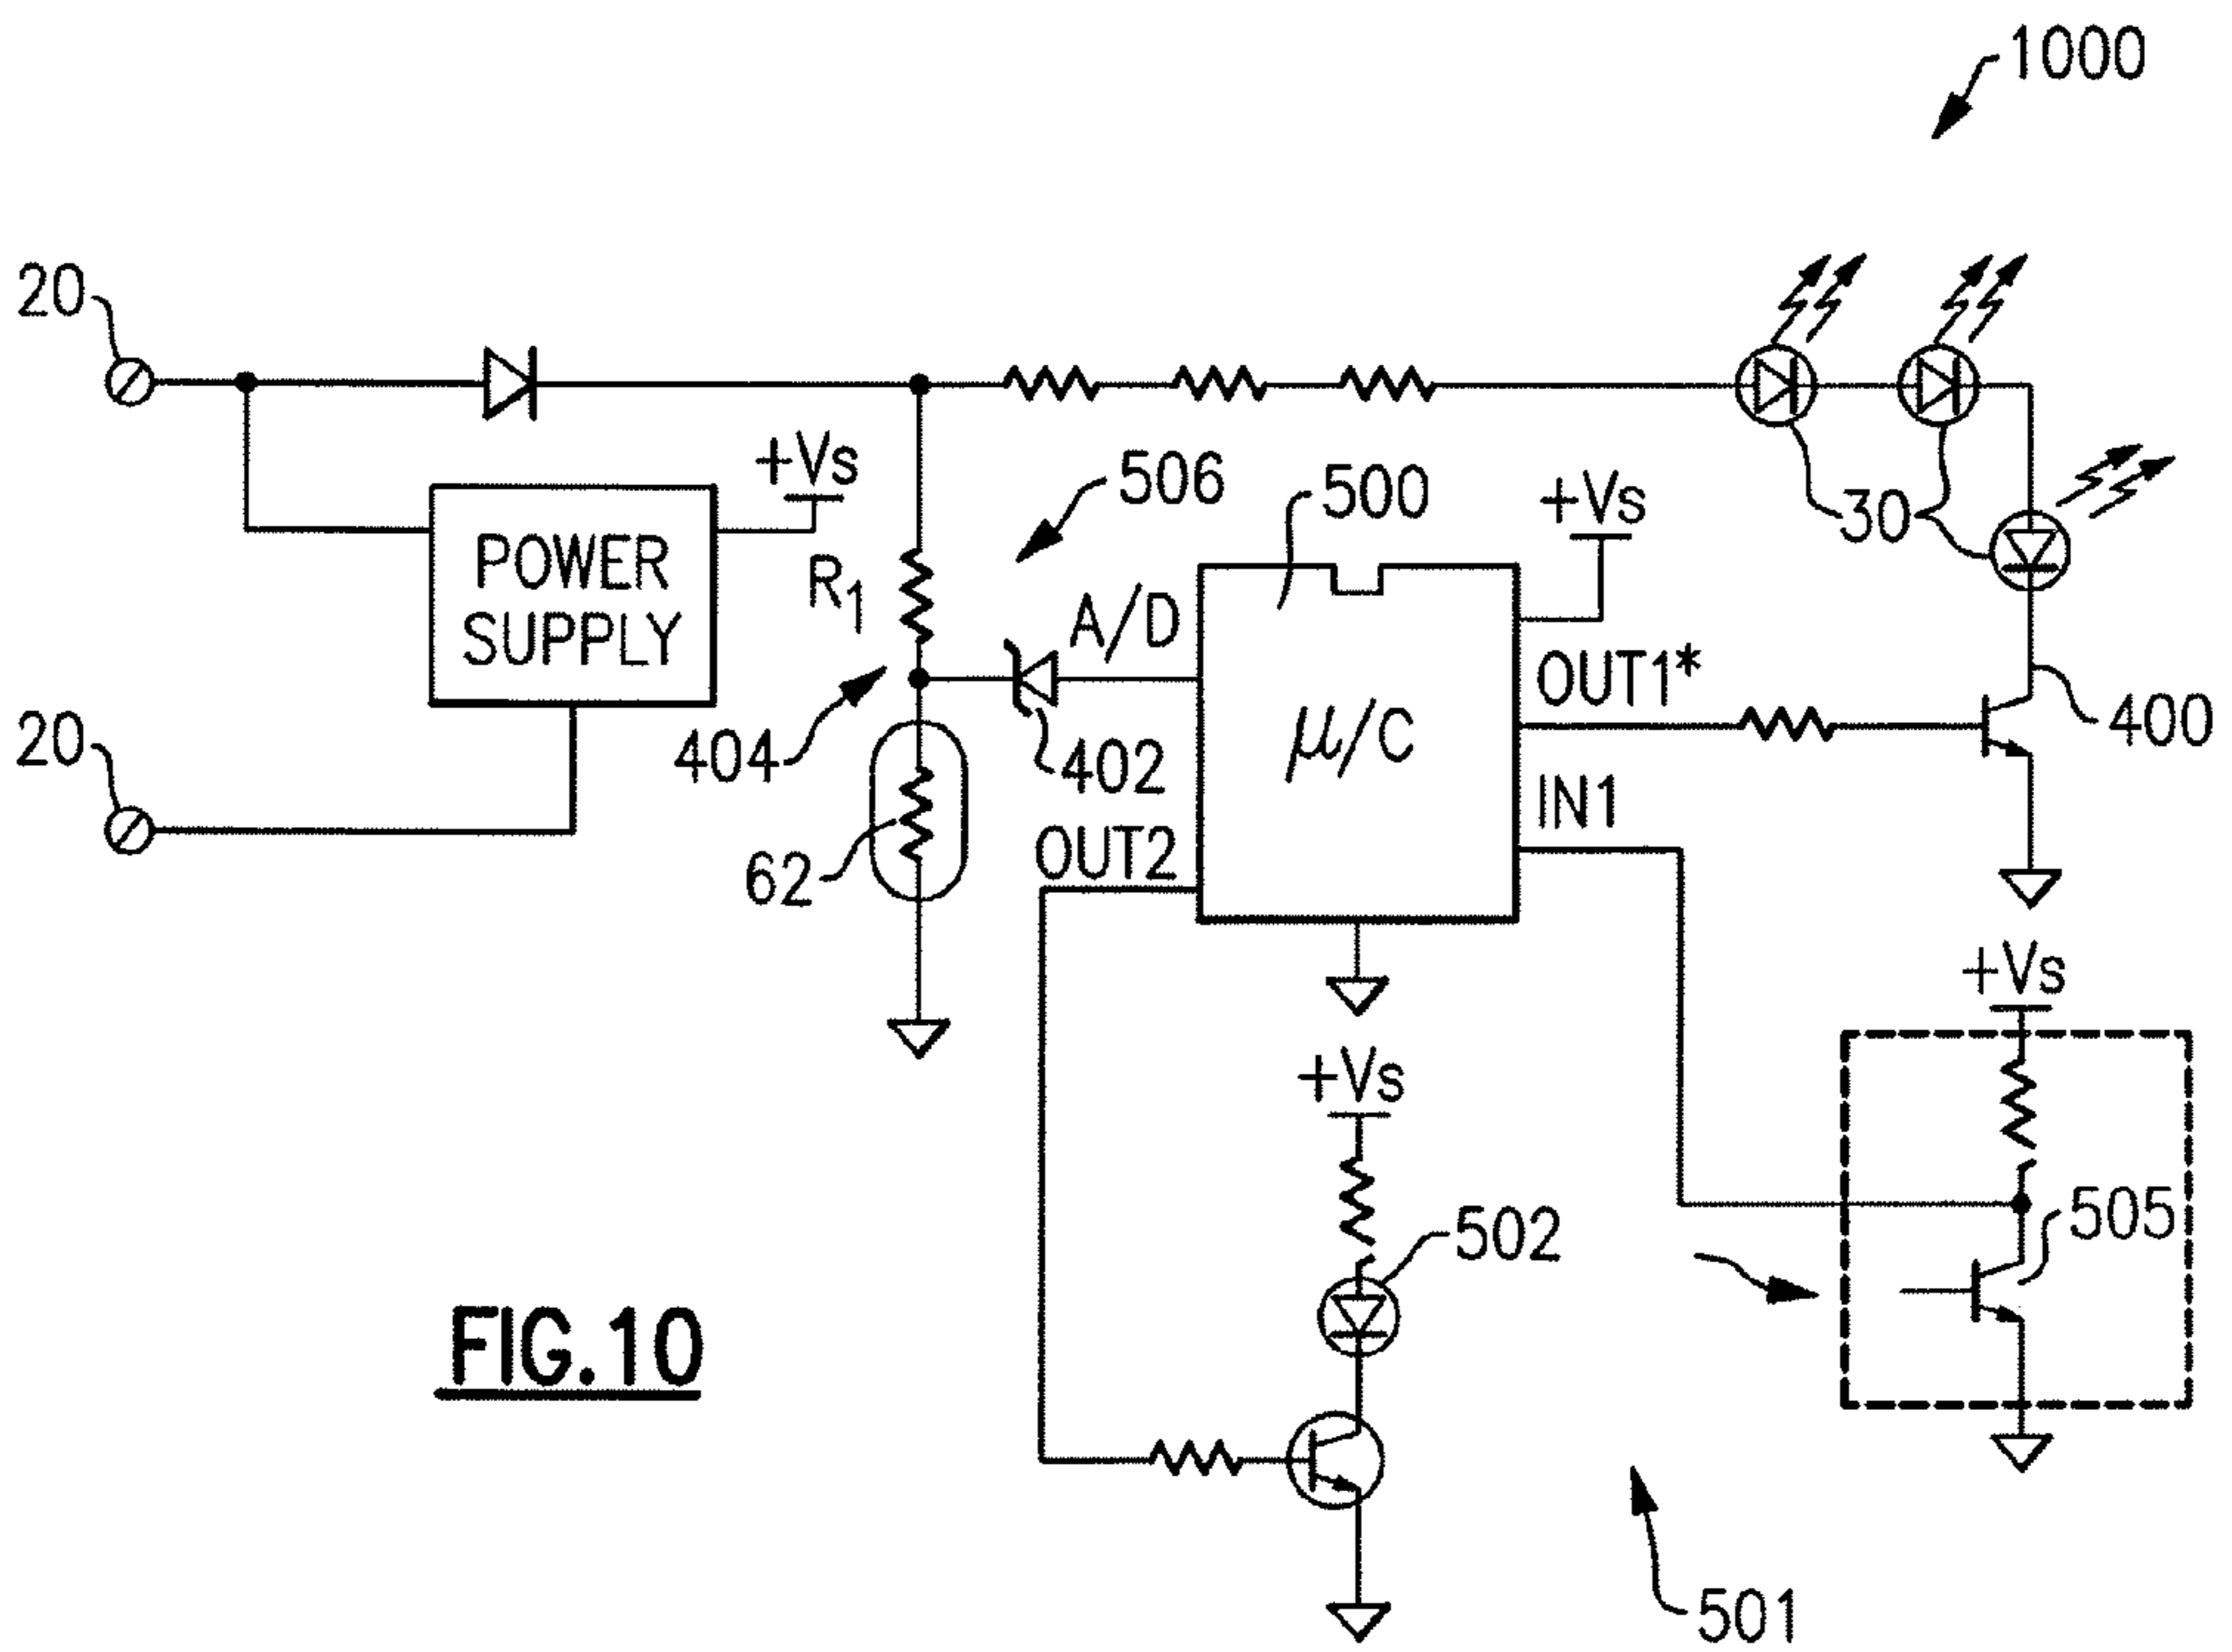 1000
20
+Vs
506
500
+Vs
30
POWER
SUPPLY
R1
A/D
OUT1*
20
404
402
μ/C
400
IN1
62
OUT2
+Vs
+Vs
502
505
FIG.10
501